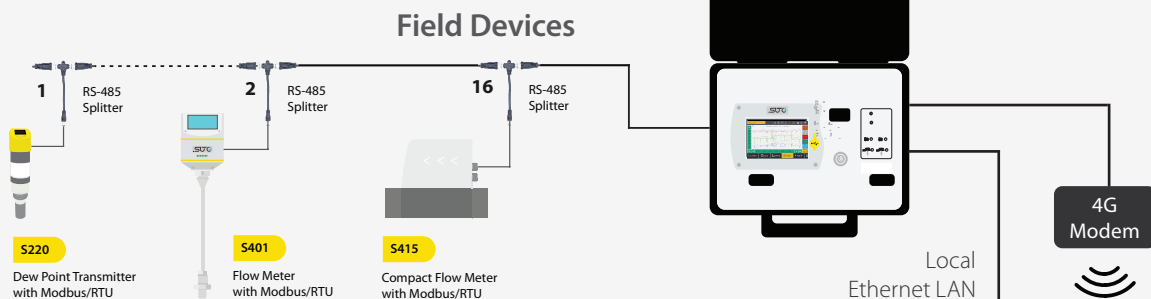 Field Devices
1
RS-485
Splitter
2
RS-485
Splitter
16
RS-485
Splitter
SUTO
SUTO
4G
Modem
S220
Dew Point Transmitter
with Modbus/RTU
S401
Flow Meter
with Modbus/RTU
S415
Compact Flow Meter
with Modbus/RTU
Local
Ethernet LAN